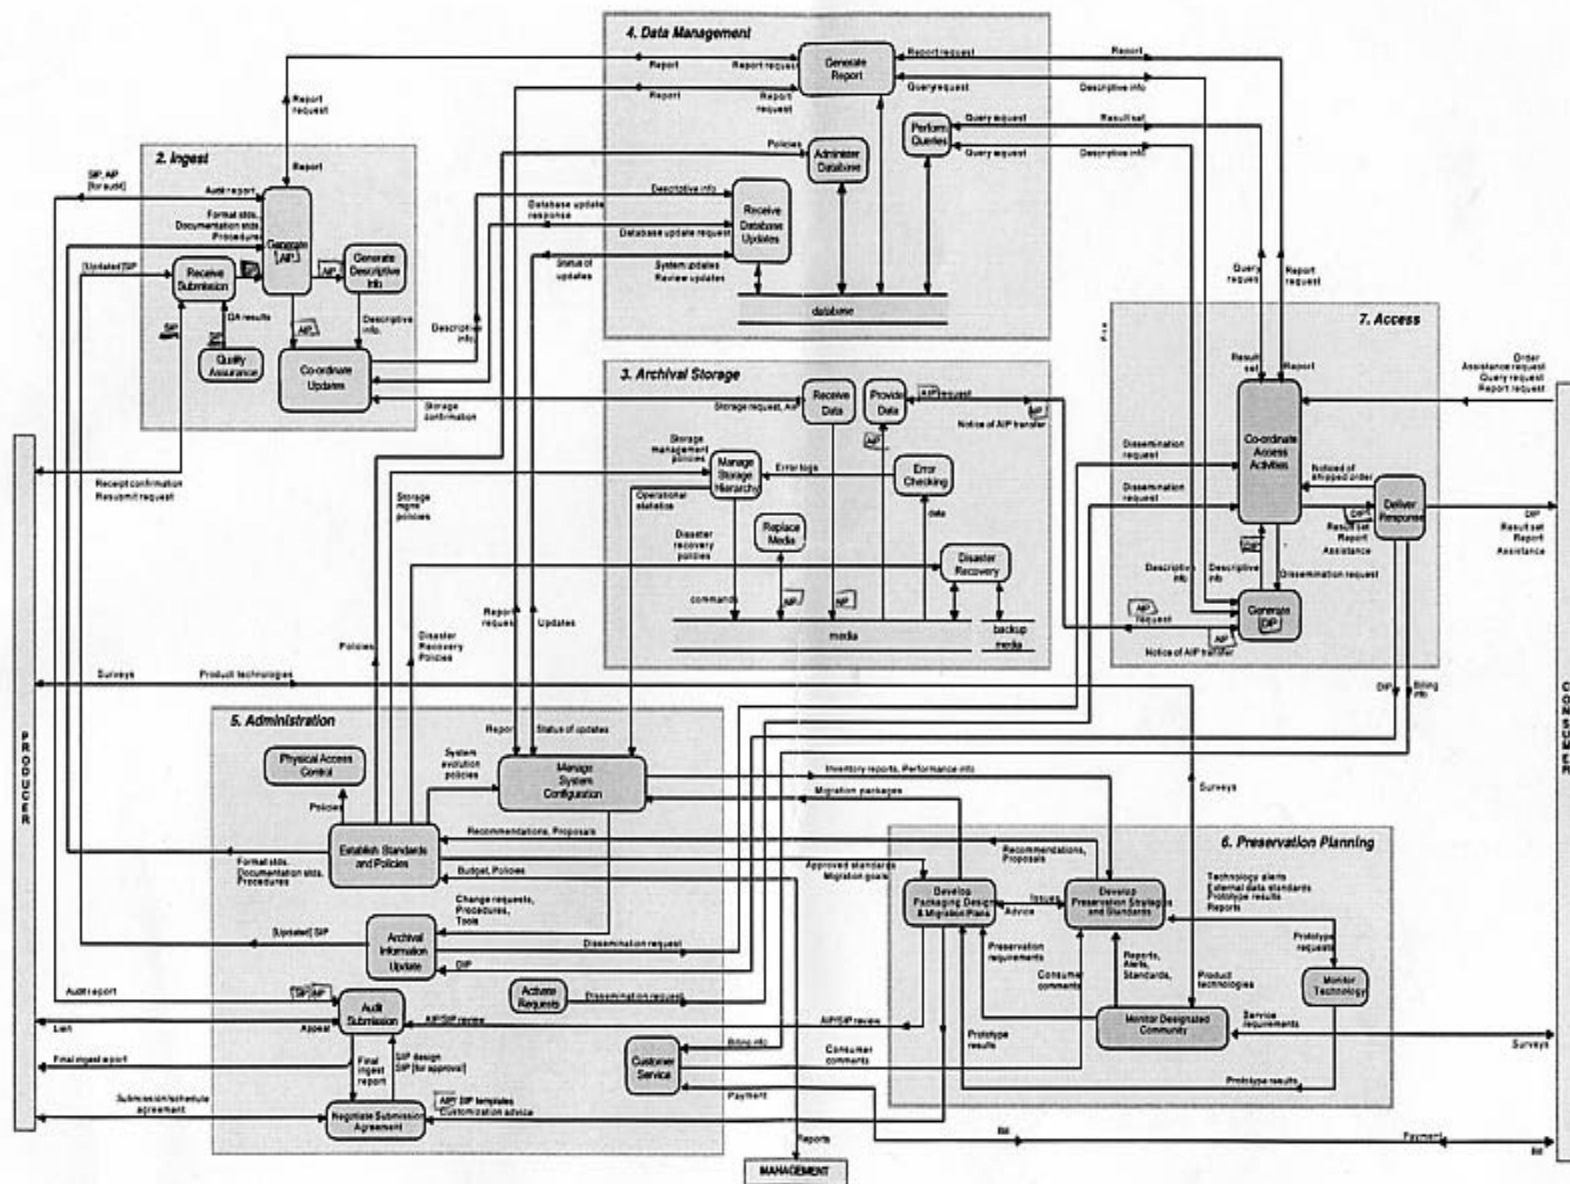 4. Data Management
Generate
Report
Report request
Report
Report request
Report
Query request
Descriptive info
Report
Report
request
Report
request
Query request
Result set
Query request
Descriptive info
Perform
Queries
Policies
Administer
Database
Descriptive info
Receive
Database
Updates
Database update
response
Database update request
Status of
updates
System updates
Review updates
database
2. Ingest
SIP, AIP
[for audit]
Audit report
Report
Format stds.,
Documentation stds,
Procedures
Generate
AIP
[Updated] SIP
Receive
Submission
SIP
AIP
Generate
Descriptive
Info
SIP
SIP
QA results
AIP
Descriptive
info,
Quality
Assurance
Co-ordinate
Updates
Descriptive
info,
Storage
confirmation
Receipt confirmation
Resubmit request
3. Archival Storage
Receive
Data
Provide
Data
Storage request, AIP
AIP request
AIP
Notice of AIP transfer
AIP
Storage
management
policies
Manage
Storage
Hierarchy
Error logs
Error
Checking
Operational
statistics
Replace
Media
data
Disaster
recovery
policies
Disaster
Recovery
commands
AIP
AIP
media
backup
media
Storage
mgmt
policies
Policies
Disaster
Recovery
Policies
Report
request
Updates
7. Access
Query
request
Report
request
Result
set
Report
Order
Assistance request
Query request
Report request
Co-ordinate
Access
Activities
Dissemination
request
Dissemination
request
Noticed of
shipped order
Deliver
Response
DIP
Result set
Report
Assistance
DIP
Result set
Report
Assistance
DIP
Descriptive
info
Descriptive
info
Dissemination request
AIP
request
Generate
DIP
AIP
Notice of AIP transfer
DIP
Billing
info
PRODUCER
CONSUMER
Surveys
Product technologies
5. Administration
Physical Access
Control
Policies
System
evolution
policies
Report
Status of updates
Manage
System
Configuration
Inventory reports, Performance info
Migration packages
Surveys
Establish Standards
and Policies
Recommendations, Proposals
Budget, Policies
Format stds.
Documentation stds,
Procedures
Change requests,
Procedures,
Tools
[Updated] SIP
Archival
Information
Update
Dissemination request
DIP
Activate
Requests
Dissemination request
Audit report
SIP, AIP
Audit
Submission
Lien
Appeal
AIP/SIP review
Final ingest report
Final
ingest
report
SIP design
SIP [for approval]
Customer
Service
Billing info
Payment
Submission/schedule
agreement
Negotiate Submission
Agreement
AIP/ SIP templates
Customization advice
Reports
MANAGEMENT
6. Preservation Planning
Recommendations,
Proposals
Approved standards
Migration goals
Develop
Packaging Design
& Migration Plans
Issues
Advice
Develop
Preservation Strategies
and Standards
Technology alerts
External data standards
Prototype results
Reports
Prototype
requests
Monitor
Technology
Preservation
requirements
Consumer
comments
Reports,
Alerts,
Standards,
Product
technologies
Monitor Designated
Community
Service
requirements
Surveys
AIP/SIP review
Consumer
comments
Prototype
results
Prototype results
Bill
Payment
Bill